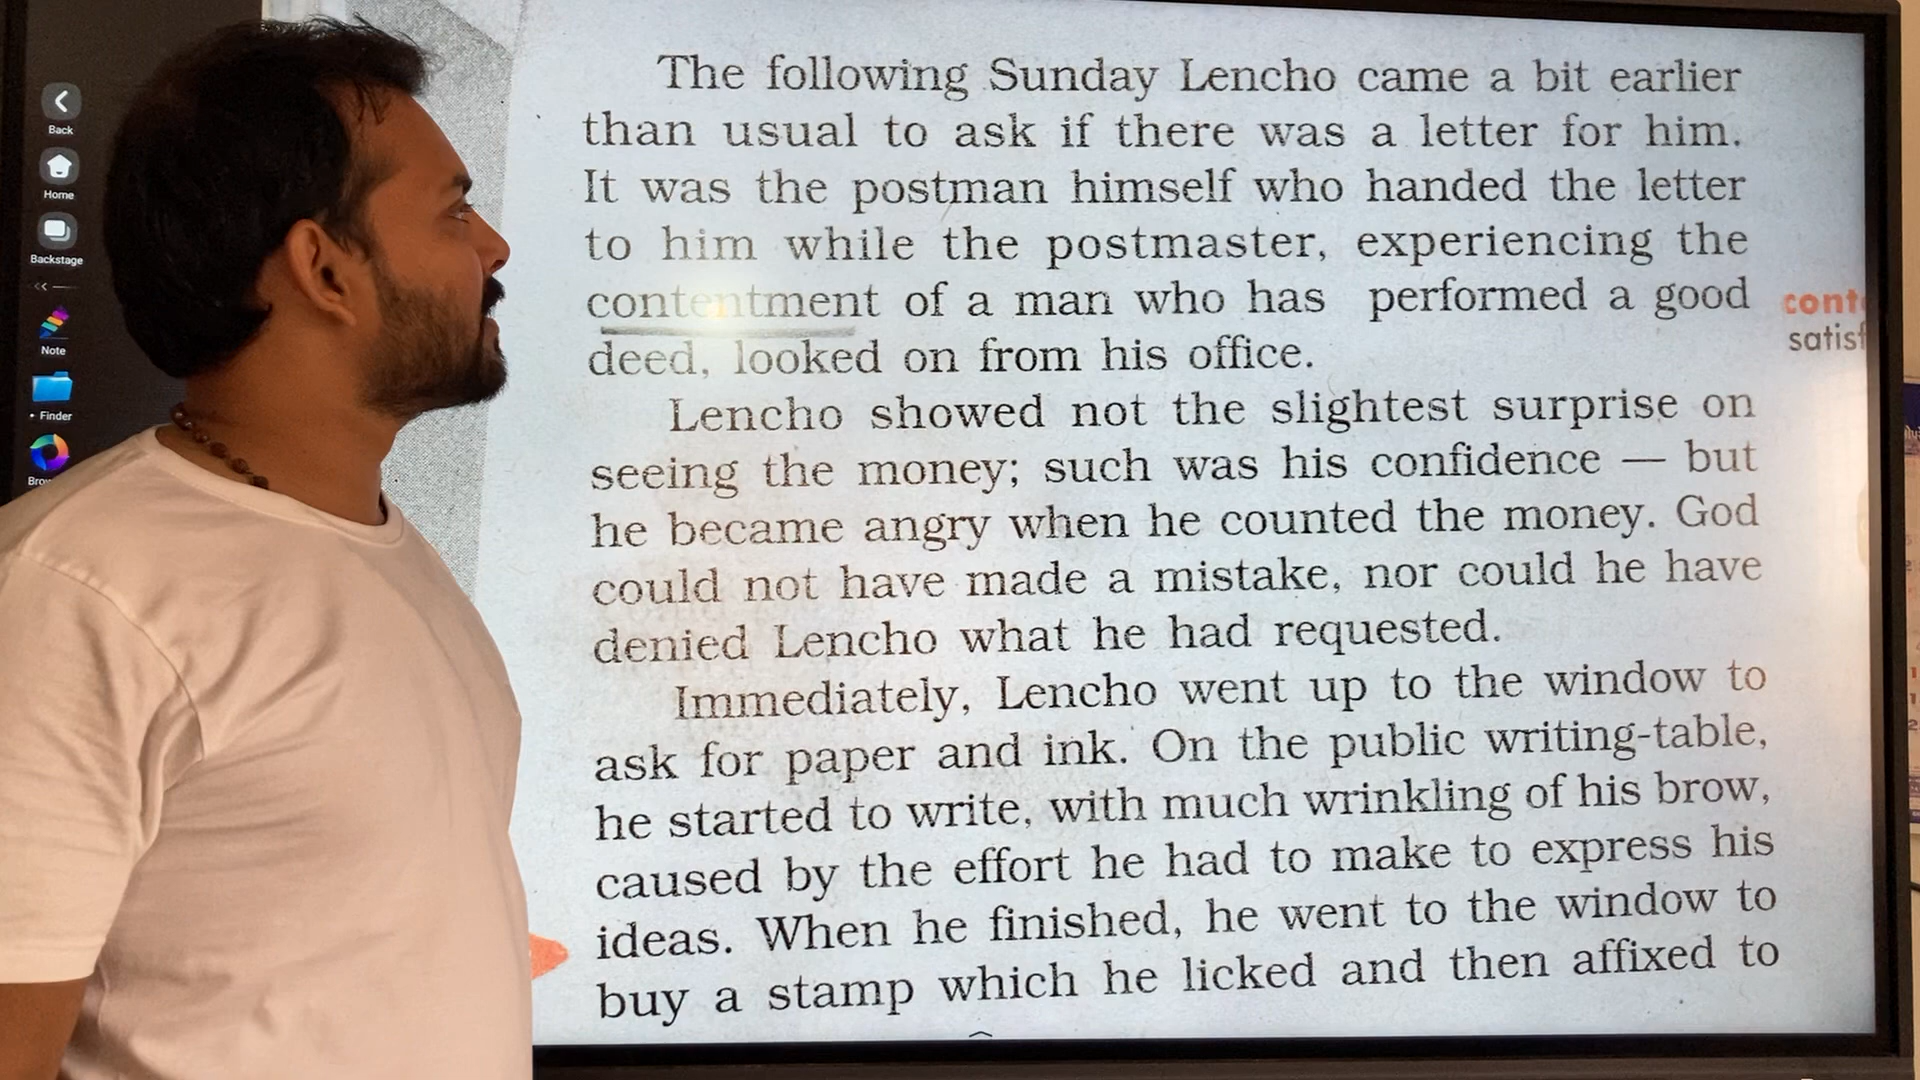 Back
Home
Backstage
Note
Finder
The following Sunday Lencho came a bit earlier
than usual to ask if there was a letter for him.
It was the postman himself who handed the letter
to him while the postmaster, experiencing the
contentment of a man who has performed a good
deed, looked on from his office.
Lencho showed not the slightest surprise on
seeing the money; such was his confidence — but
he became angry when he counted the money. God
could not have made a mistake, nor could he have
denied Lencho what he had requested.
Immediately, Lencho went up to the window to
ask for paper and ink. On the public writing-table,
he started to write, with much wrinkling of his brow,
caused by the effort he had to make to express his
ideas. When he finished, he went to the window to
buy a stamp which he licked and then affixed to